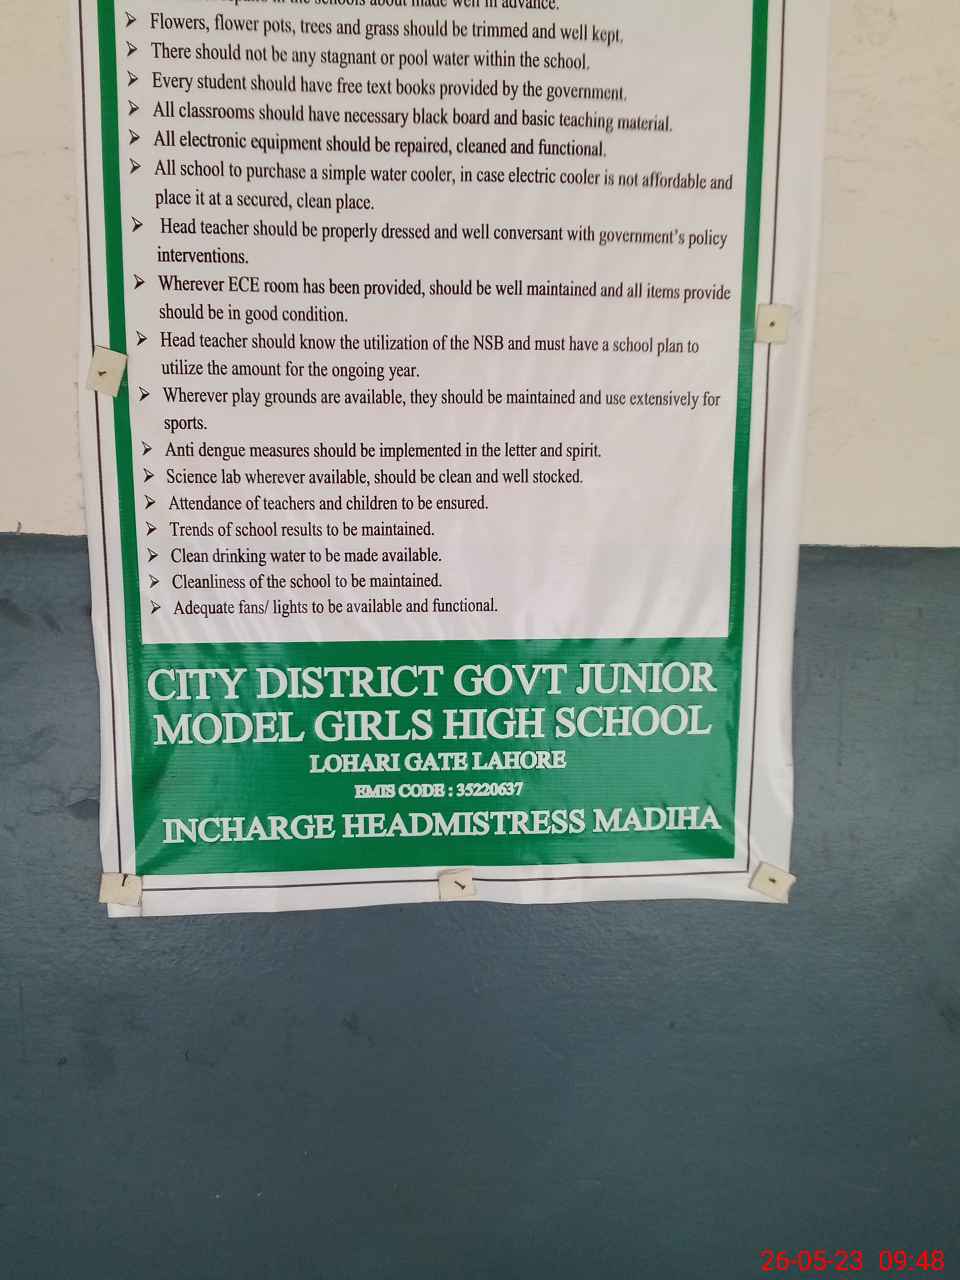 in the schools about made well in advance.
➢ Flowers, flower pots, trees and grass should be trimmed and well kept.
➢ There should not be any stagnant or pool water within the school.
➢ Every student should have free text books provided by the government.
➢ All classrooms should have necessary black board and basic teaching material.
➢ All electronic equipment should be repaired, cleaned and functional.
➢ All school to purchase a simple water cooler, in case electric cooler is not affordable and
place it at a secured, clean place.
➢ Head teacher should be properly dressed and well conversant with government's policy
interventions.
➢ Wherever ECE room has been provided, should be well maintained and all items provide
should be in good condition.
➢ Head teacher should know the utilization of the NSB and must have a school plan to
utilize the amount for the ongoing year.
➢ Wherever play grounds are available, they should be maintained and use extensively for
sports.
➢ Anti dengue measures should be implemented in the letter and spirit.
➢ Science lab wherever available, should be clean and well stocked.
➢ Attendance of teachers and children to be ensured.
➢ Trends of school results to be maintained.
➢ Clean drinking water to be made available.
➢ Cleanliness of the school to be maintained.
➢ Adequate fans/ lights to be available and functional.
CITY DISTRICT GOVT JUNIOR
MODEL GIRLS HIGH SCHOOL
LOHARI GATE LAHORE
EMIS CODE : 35220637
INCHARGE HEADMISTRESS MADIHA
26-05-23 09:48